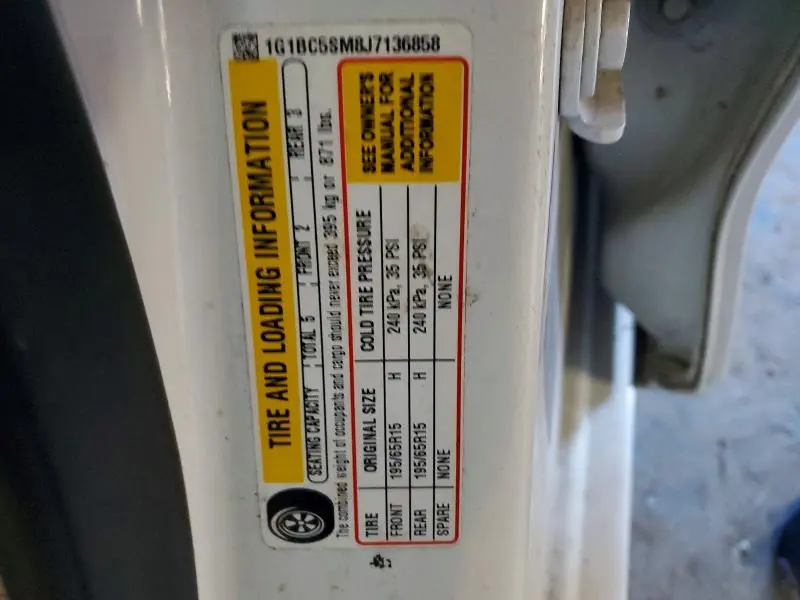 1G1BC5SM8J7136858
TIRE AND LOADING INFORMATION
SEATING CAPACITY TOTAL 5 FRONT 2 REAR 3
The combined weight of occupants and cargo should never exceed 395 kg or 871 lbs.
TIRE ORIGINAL SIZE COLD TIRE PRESSURE
FRONT 195/65R15 H 240 kPa, 35 PSI
REAR 195/65R15 H 240 kPa, 35 PSI
SPARE NONE NONE
SEE OWNER'S
MANUAL FOR
ADDITIONAL
INFORMATION